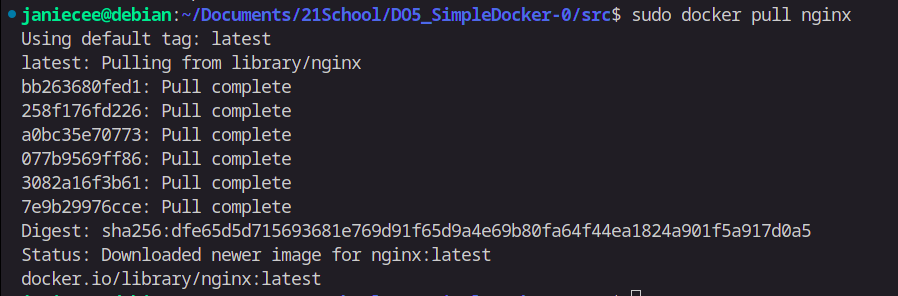 janiecee@debian:~/Documents/21School/DO5_SimpleDocker-0/src$ sudo docker pull nginx
Using default tag: latest
latest: Pulling from library/nginx
bb263680fed1: Pull complete
258f176fd226: Pull complete
a0bc35e70773: Pull complete
077b9569ff86: Pull complete
3082a16f3b61: Pull complete
7e9b29976cce: Pull complete
Digest: sha256:dfe65d5d715693681e769d91f65d9a4e69b80fa64f44ea1824a901f5a917d0a5
Status: Downloaded newer image for nginx:latest
docker.io/library/nginx:latest